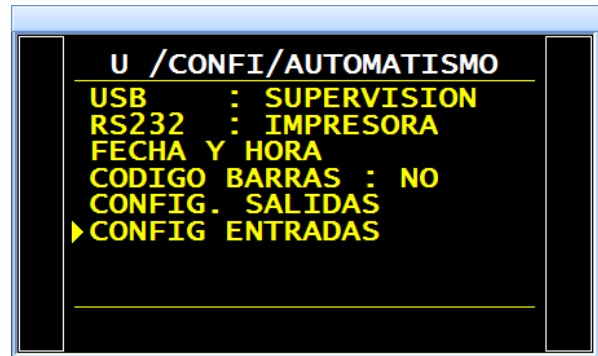 U /CONFI/AUTOMATISMO
USB : SUPERVISION
RS232 : IMPRESORA
FECHA Y HORA
CODIGO BARRAS : NO
CONFIG. SALIDAS
CONFIG ENTRADAS